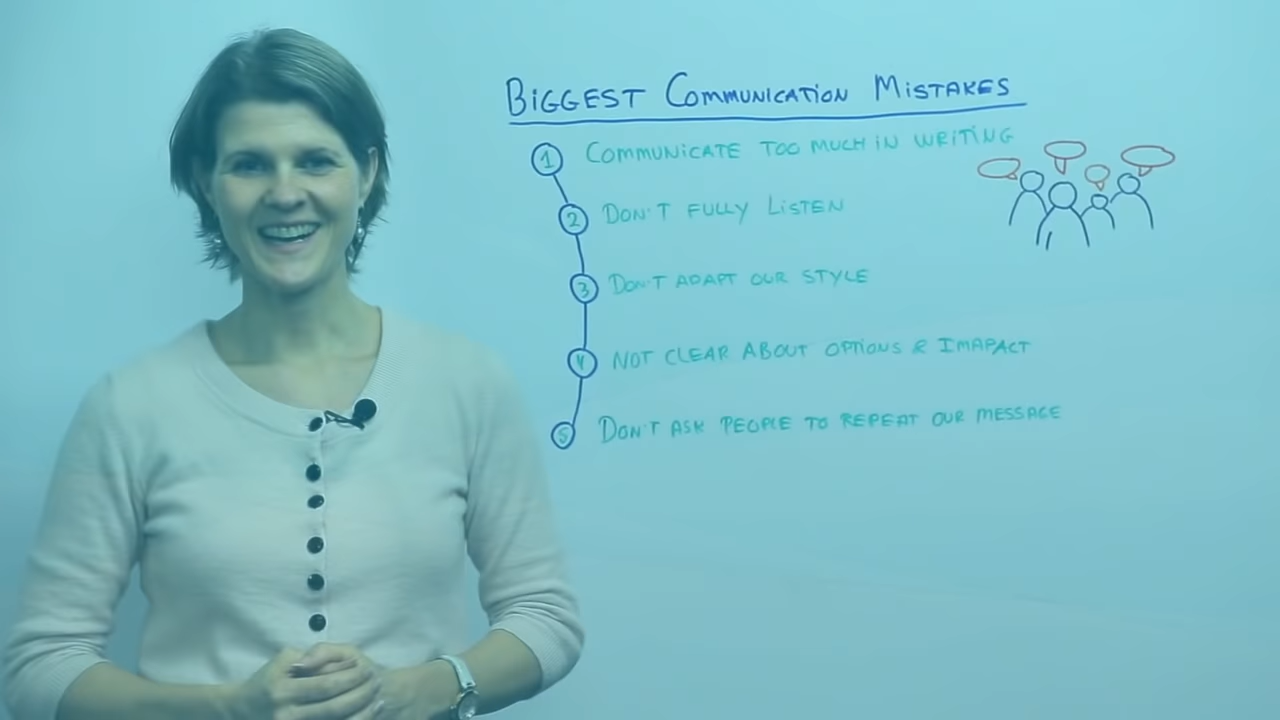 BIGGEST COMMUNICATION MISTAKES
1 COMMUNICATE TOO MUCH IN WRITING
2 DON'T FULLY LISTEN
3 DON'T ADAPT OUR STYLE
4 NOT CLEAR ABOUT OPTIONS & IMAPACT
5 DON'T ASK PEOPLE TO REPEAT OUR MESSAGE